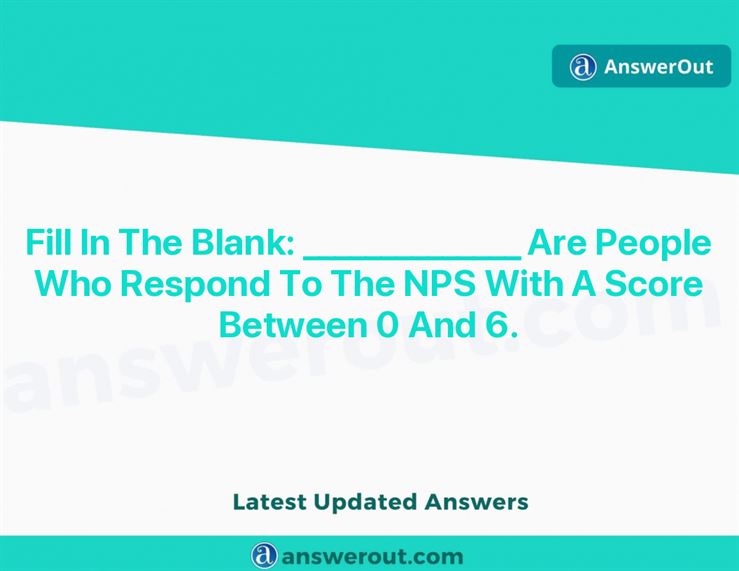 AnswerOut
Fill In The Blank: ______________ Are People
Who Respond To The NPS With A Score
Between 0 And 6.
answerout.com
Latest Updated Answers
answerout.com